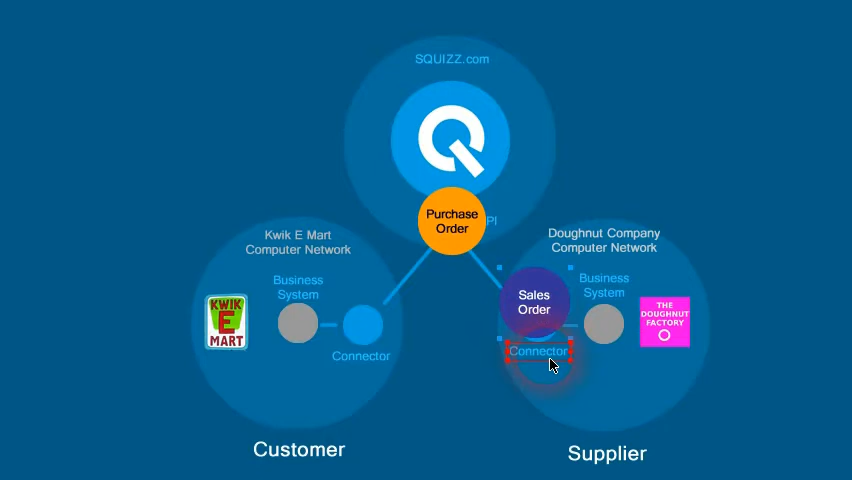 SQUIZZ.com
Purchase
Order
PI
Kwik E Mart
Computer Network
Doughnut Company
Computer Network
Business
System
Business
System
Sales
Order
KWIK
E
MART
THE
DOUGHNUT
FACTORY
Connector
Connector
Customer
Supplier